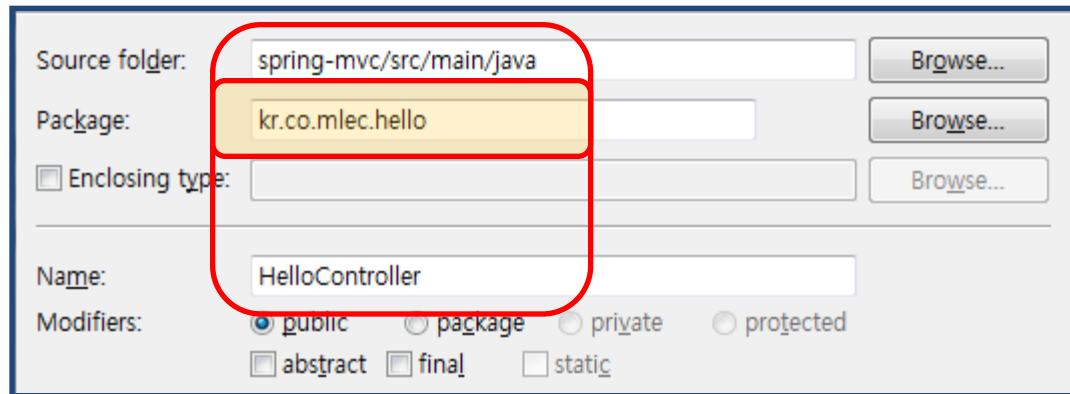 Source folder: spring-mvc/src/main/java Browse...
Package: kr.co.mlec.hello Browse...
Enclosing type: Browse...
Name: HelloController
Modifiers: public package private protected
abstract final static